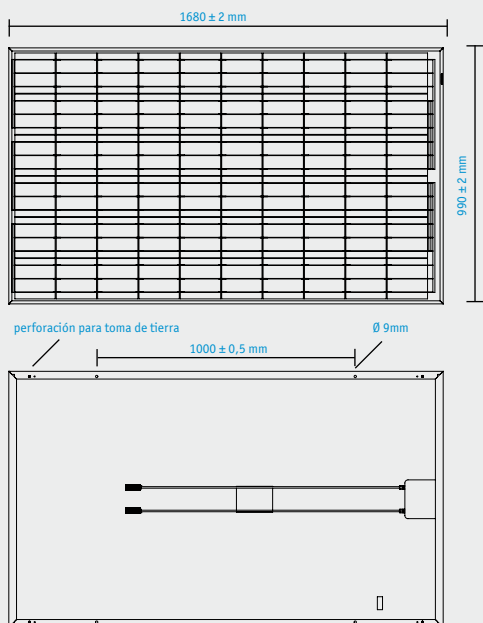 1680 ± 2 mm
990 ± 2 mm
perforación para toma de tierra
Ø 9mm
1000 ± 0,5 mm